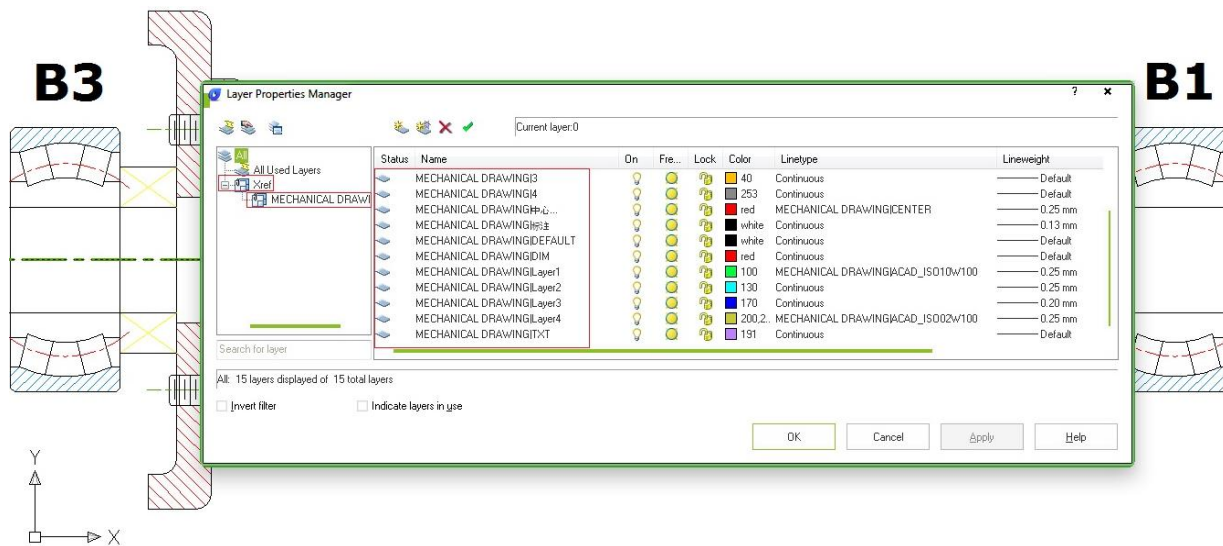 B3
B1
Layer Properties Manager
?
Current layer:0
All
All Used Layers
Xref
MECHANICAL DRAWI
Search for layer
Status Name On Fre... Lock Color Linetype Lineweight
MECHANICAL DRAWING|3 40 Continuous Default
MECHANICAL DRAWING|4 253 Continuous Default
MECHANICAL DRAWING|中心... red MECHANICAL DRAWING|CENTER 0.25 mm
MECHANICAL DRAWING|标注 white Continuous 0.13 mm
MECHANICAL DRAWING|DEFAULT white Continuous Default
MECHANICAL DRAWING|DIM red Continuous Default
MECHANICAL DRAWING|Layer1 100 MECHANICAL DRAWING|ACAD_ISO10W100 0.25 mm
MECHANICAL DRAWING|Layer2 130 Continuous 0.25 mm
MECHANICAL DRAWING|Layer3 170 Continuous 0.20 mm
MECHANICAL DRAWING|Layer4 200,2.. MECHANICAL DRAWING|ACAD_ISO02W100 0.25 mm
MECHANICAL DRAWING|TXT 191 Continuous Default
All: 15 layers displayed of 15 total layers
Invert filter Indicate layers in use
OK Cancel Apply Help
Y
X